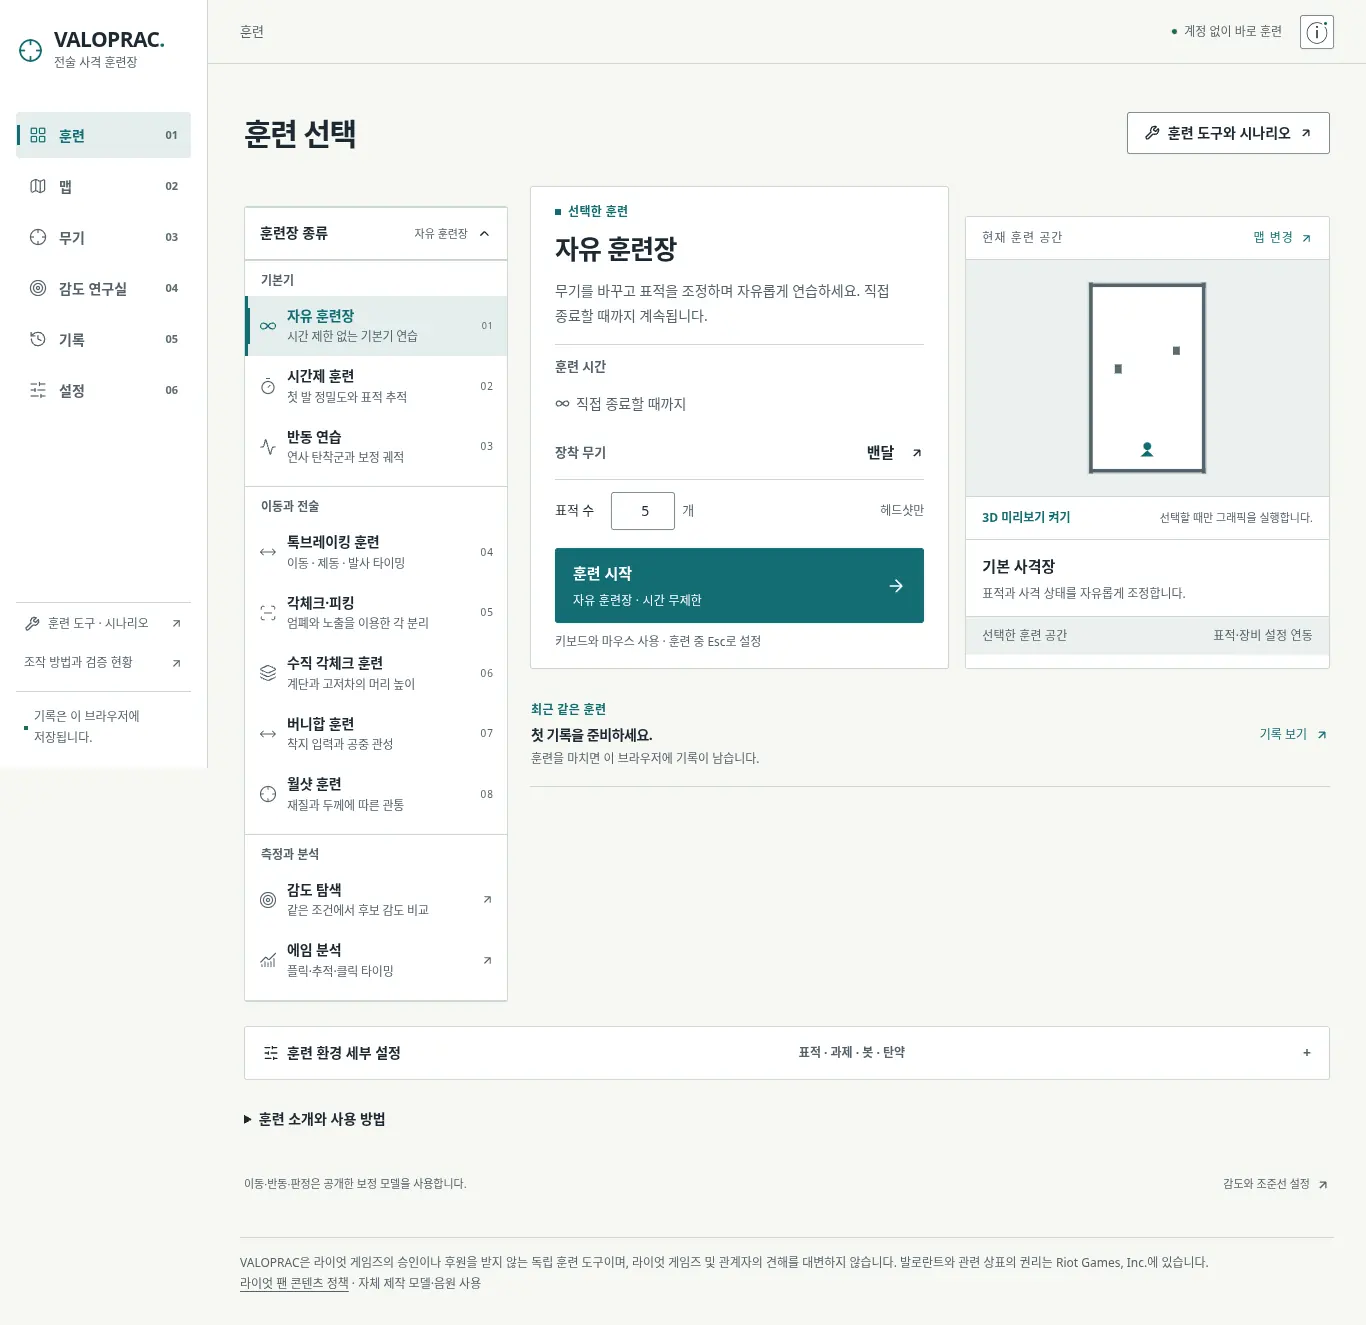 VALOPRAC.
전술 사격 훈련장
훈련 01
맵 02
무기 03
감도 연구실 04
기록 05
설정 06
훈련 도구 · 시나리오
조작 방법과 검증 현황
기록은 이 브라우저에
저장됩니다.
훈련
계정 없이 바로 훈련
훈련 선택
훈련 도구와 시나리오
훈련장 종류 자유 훈련장
기본기
자유 훈련장
시간 제한 없는 기본기 연습
01
시간제 훈련
첫 발 정밀도와 표적 추적
02
반동 연습
연사 탄착군과 보정 궤적
03
이동과 전술
톡브레이킹 훈련
이동 · 제동 · 발사 타이밍
04
각체크·피킹
엄폐와 노출을 이용한 각 분리
05
수직 각체크 훈련
계단과 고저차의 머리 높이
06
버니합 훈련
착지 입력과 공중 관성
07
월샷 훈련
재질과 두께에 따른 관통
08
측정과 분석
감도 탐색
같은 조건에서 후보 감도 비교
에임 분석
플릭·추적·클릭 타이밍
선택한 훈련
자유 훈련장
무기를 바꾸고 표적을 조정하며 자유롭게 연습하세요. 직접
종료할 때까지 계속됩니다.
훈련 시간
직접 종료할 때까지
장착 무기 밴달
표적 수 5 개 헤드샷만
훈련 시작
자유 훈련장 · 시간 무제한
키보드와 마우스 사용 · 훈련 중 Esc로 설정
현재 훈련 공간 맵 변경
3D 미리보기 켜기 선택할 때만 그래픽을 실행합니다.
기본 사격장
표적과 사격 상태를 자유롭게 조정합니다.
선택한 훈련 공간 표적·장비 설정 연동
최근 같은 훈련
첫 기록을 준비하세요.
훈련을 마치면 이 브라우저에 기록이 남습니다.
기록 보기
훈련 환경 세부 설정 표적 · 과제 · 봇 · 탄약 +
훈련 소개와 사용 방법
이동·반동·판정은 공개한 보정 모델을 사용합니다.
감도와 조준선 설정
VALOPRAC은 라이엇 게임즈의 승인이나 후원을 받지 않는 독립 훈련 도구이며, 라이엇 게임즈 및 관계자의 견해를 대변하지 않습니다. 발로란트와 관련 상표의 권리는 Riot Games, Inc.에 있습니다.
라이엇 팬 콘텐츠 정책 · 자체 제작 모델·음원 사용